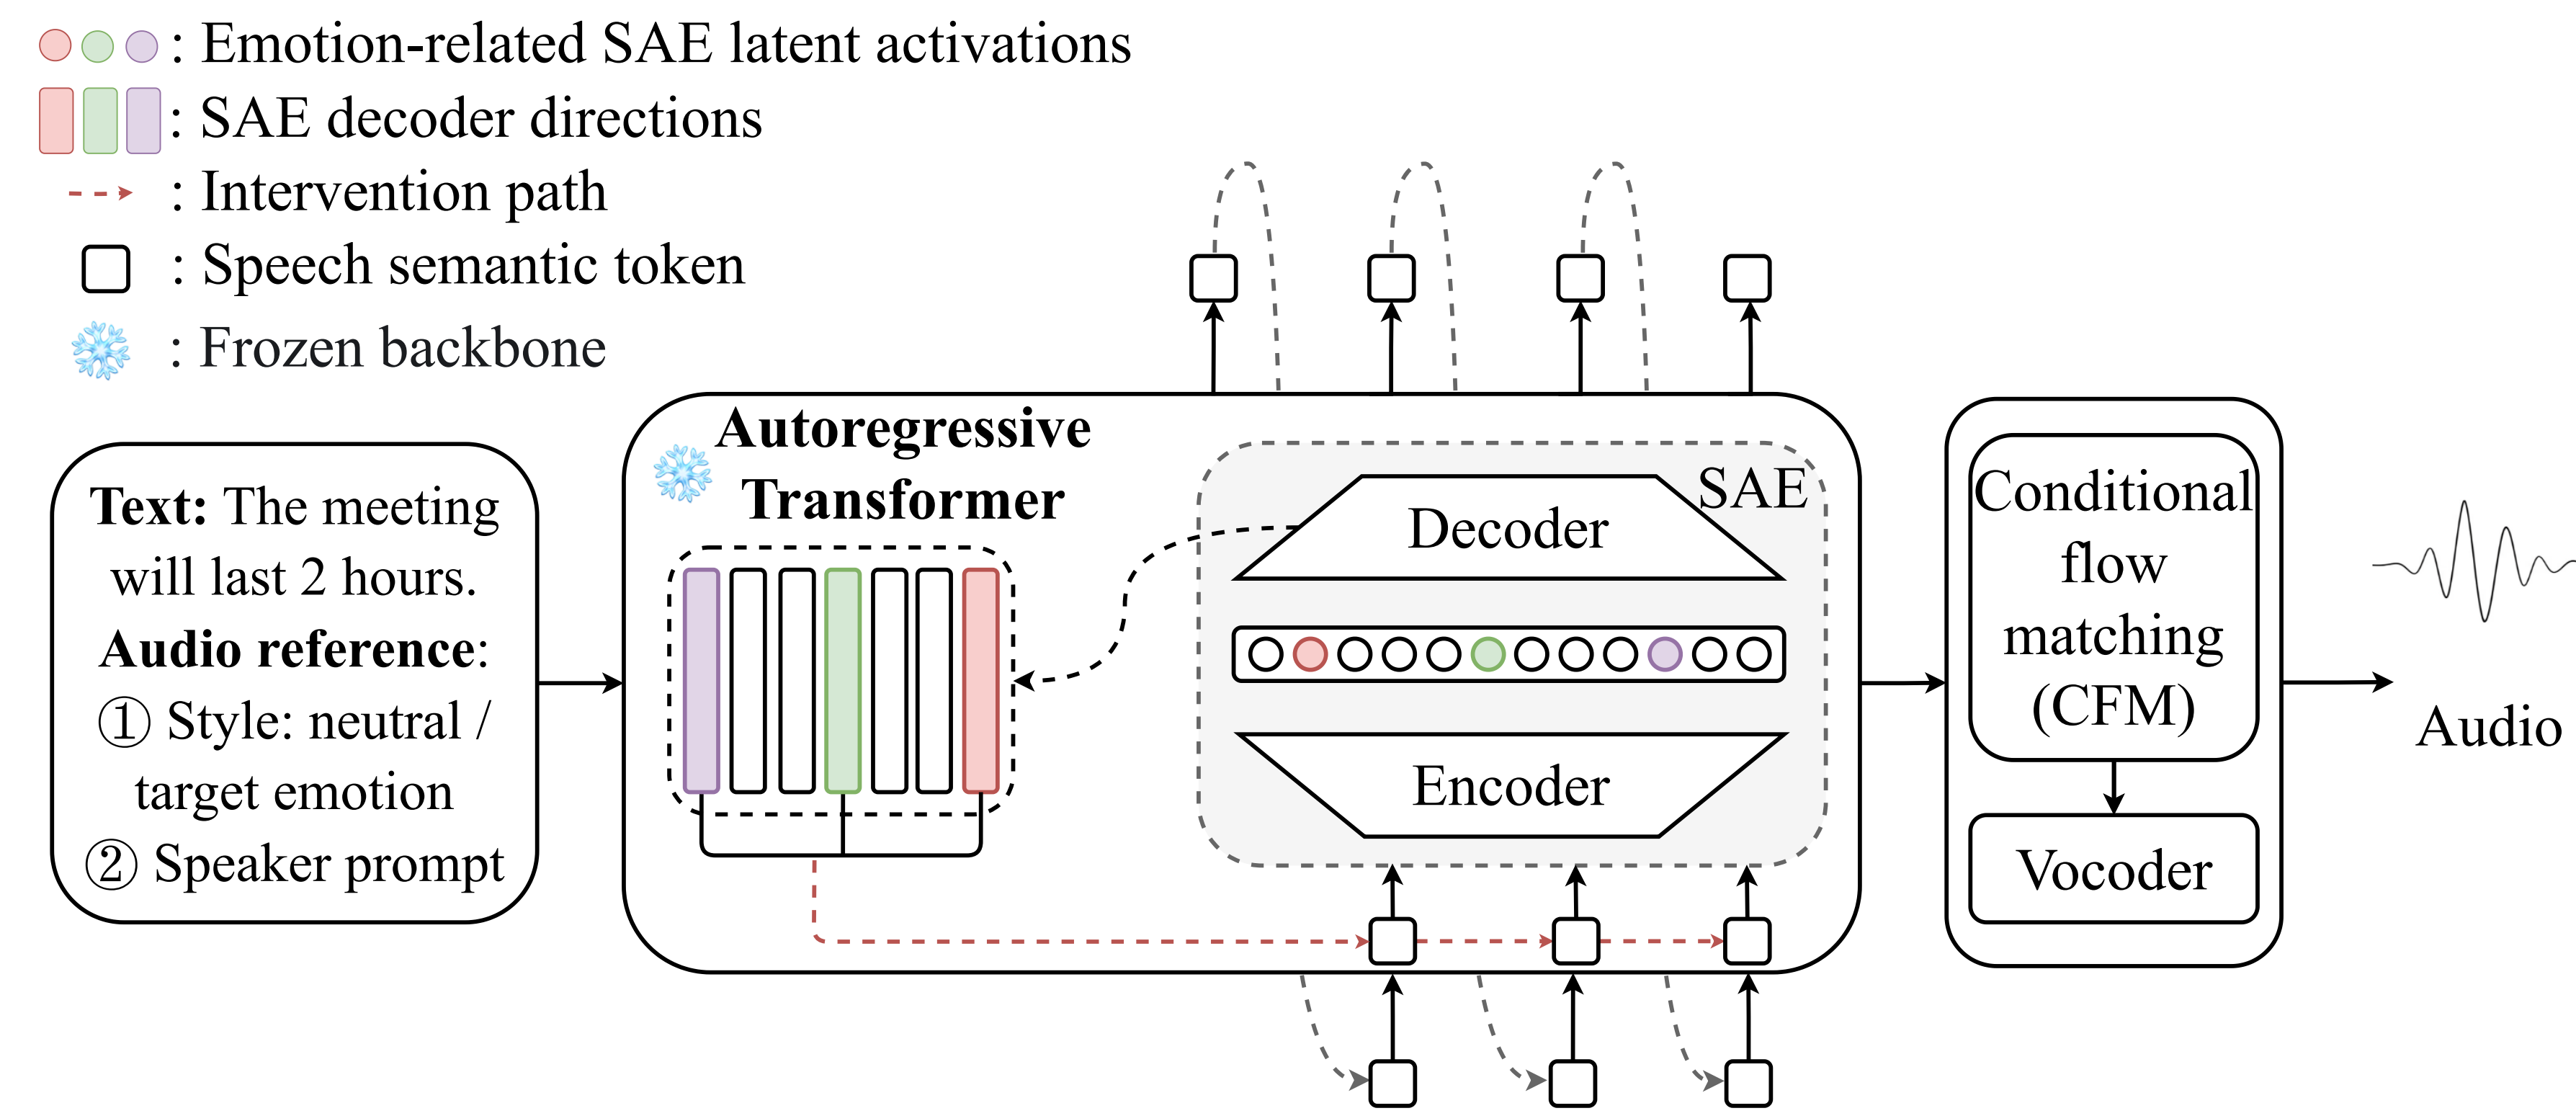 : Emotion-related SAE latent activations
: SAE decoder directions
: Intervention path
: Speech semantic token
: Frozen backbone
Text: The meeting
will last 2 hours.
Audio reference:
① Style: neutral /
target emotion
② Speaker prompt
Autoregressive
Transformer
SAE
Decoder
Encoder
Conditional
flow
matching
(CFM)
Vocoder
Audio